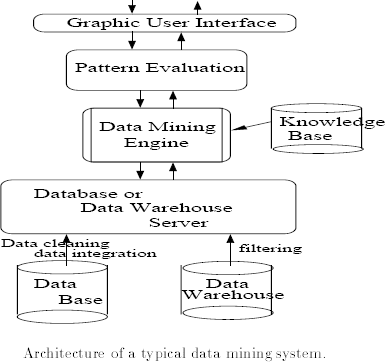 Graphic User Interface
Pattern Evaluation
Data Mining
Engine
Knowledge
Base
Database or
Data Warehouse
Server
Data cleaning
data integration
filtering
Data
Base
Data
Warehouse
Architecture of a typical data mining system.